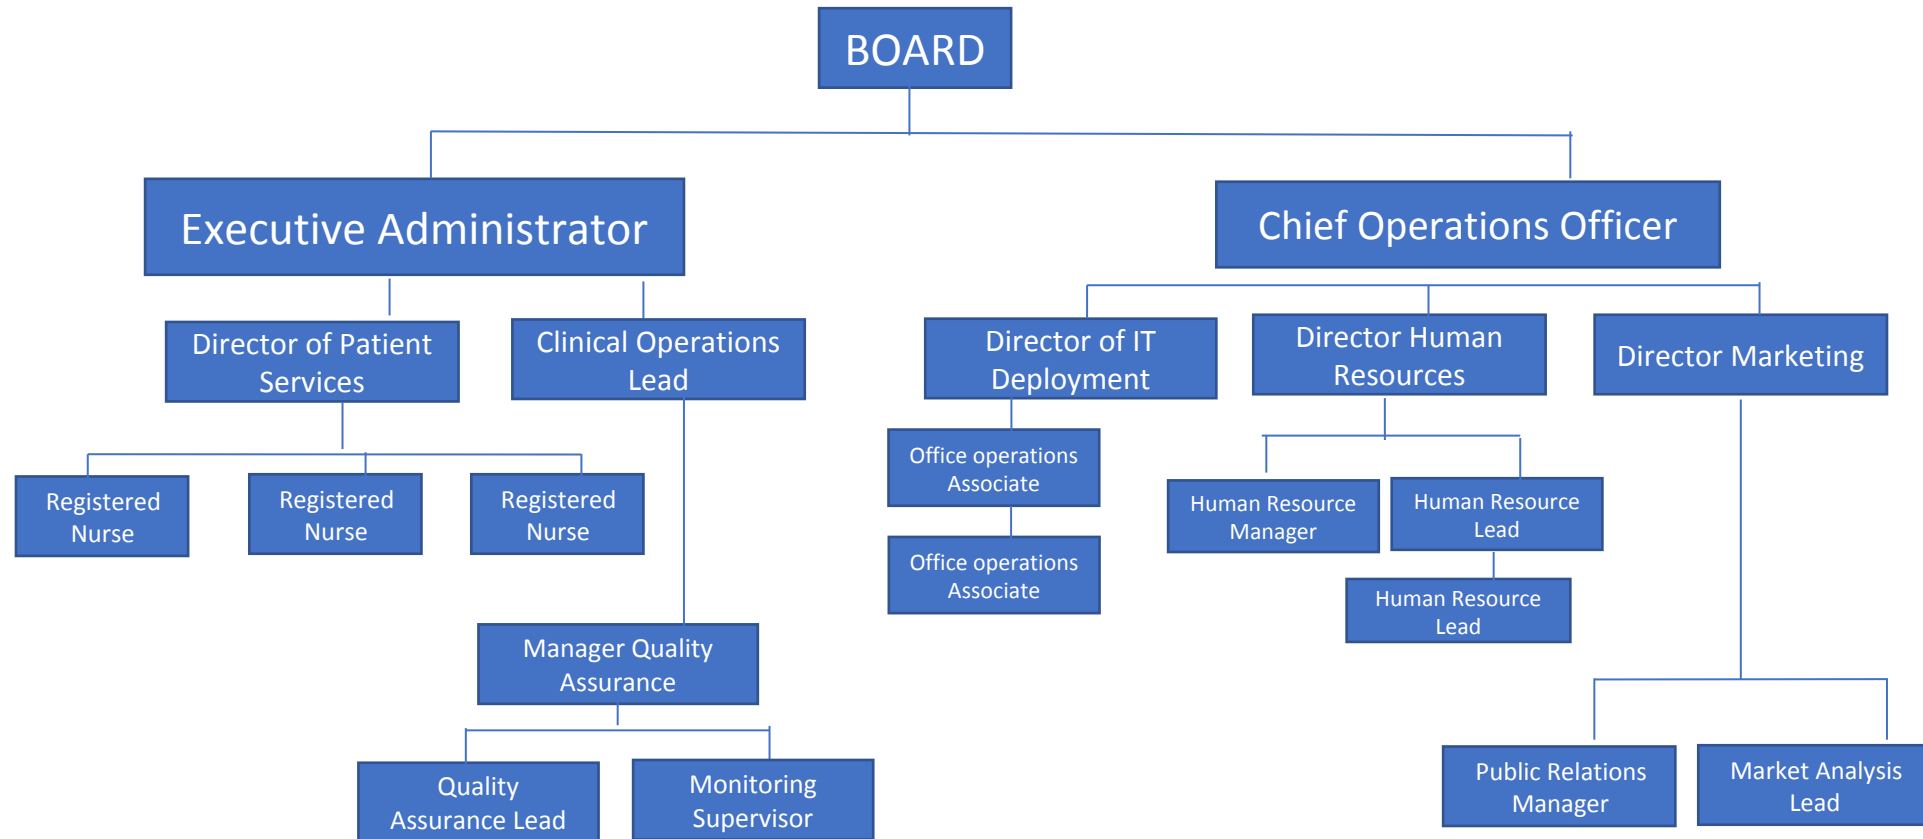 BOARD
Executive Administrator
Chief Operations Officer
Director of Patient
Services
Clinical Operations
Lead
Director of IT
Deployment
Director Human
Resources
Director Marketing
Registered
Nurse
Registered
Nurse
Registered
Nurse
Office operations
Associate
Human Resource
Manager
Human Resource
Lead
Office operations
Associate
Human Resource
Lead
Manager Quality
Assurance
Quality
Assurance Lead
Monitoring
Supervisor
Public Relations
Manager
Market Analysis
Lead